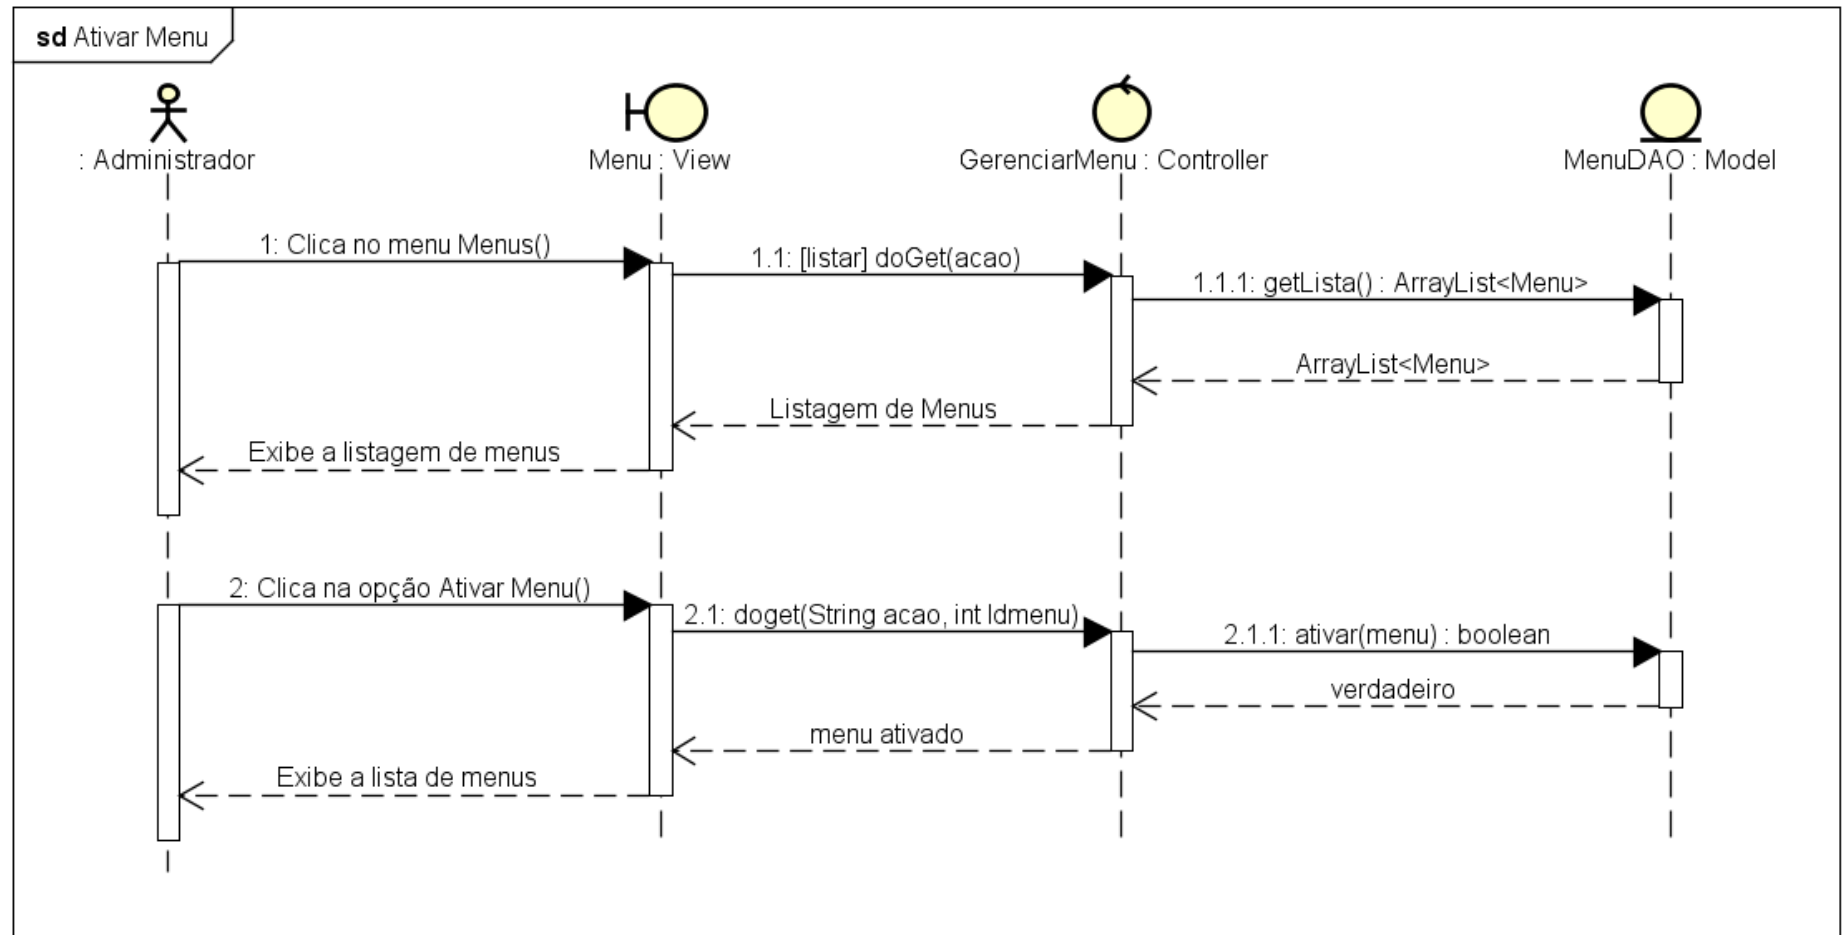 sd Ativar Menu
: Administrador
Menu : View
GerenciarMenu : Controller
MenuDAO : Model
1: Clica no menu Menus()
1.1: [listar] doGet(acao)
1.1.1: getLista() : ArrayList<Menu>
ArrayList<Menu>
Listagem de Menus
Exibe a listagem de menus
2: Clica na opção Ativar Menu()
2.1: doget(String acao, int Idmenu)
2.1.1: ativar(menu) : boolean
verdadeiro
menu ativado
Exibe a lista de menus